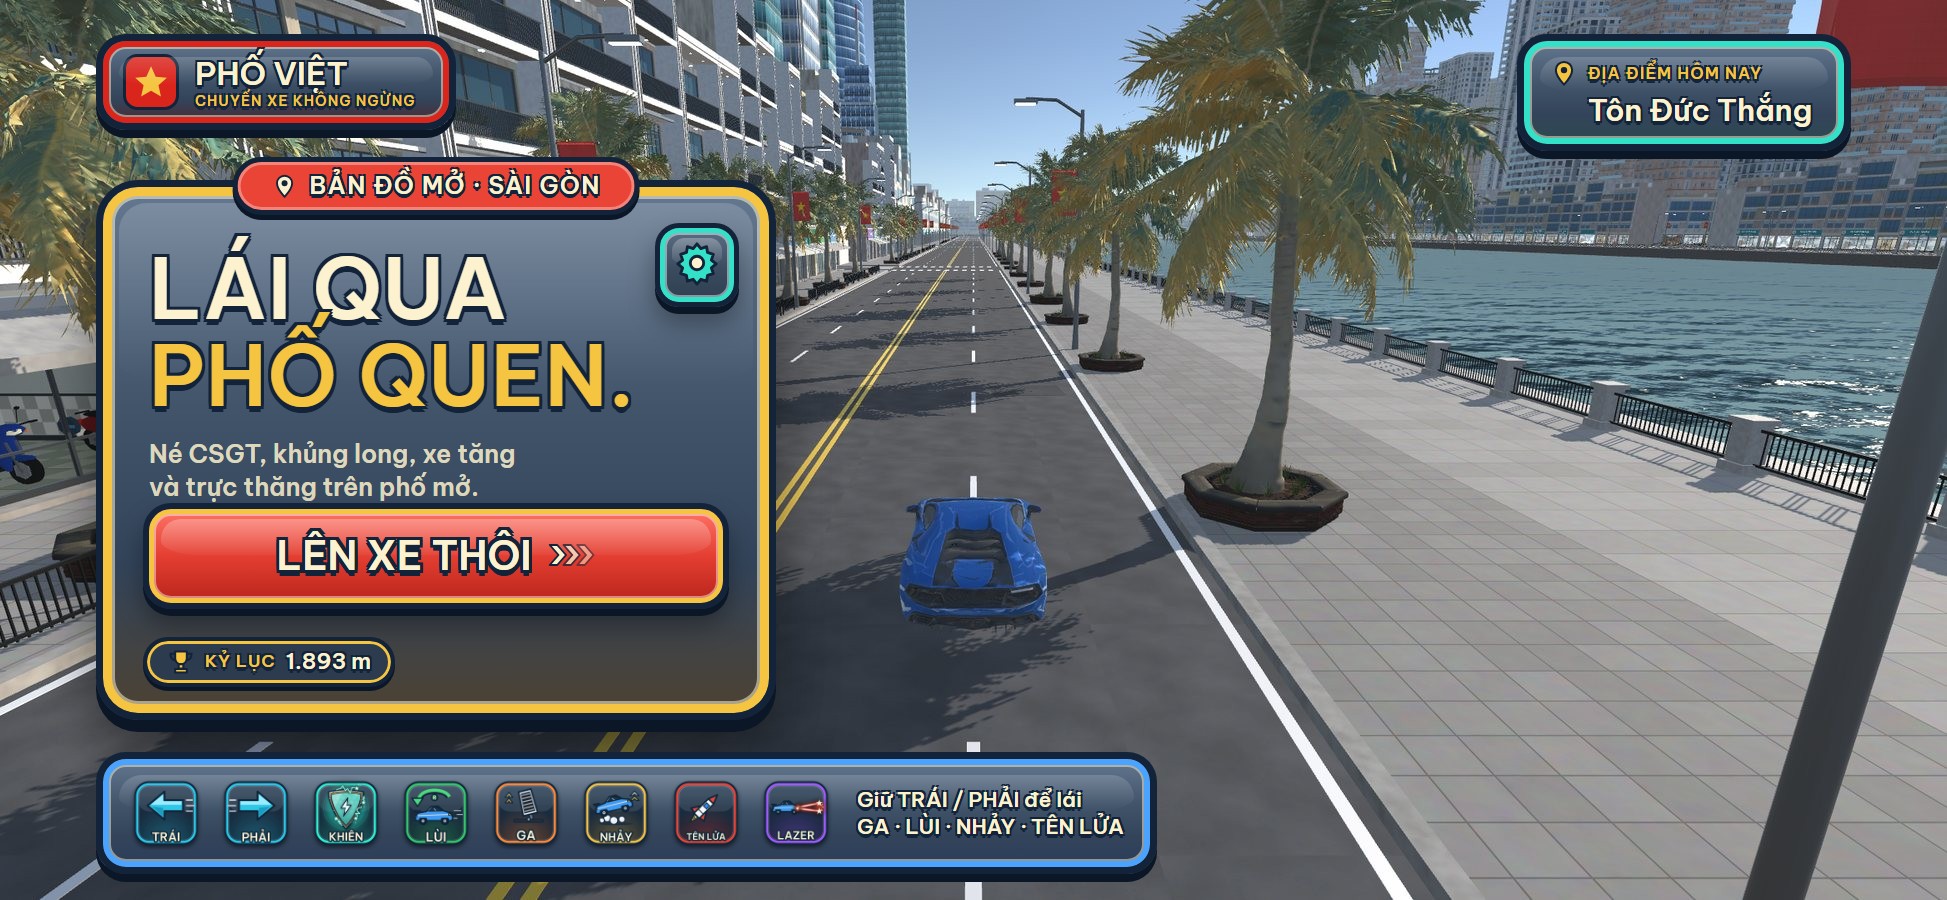 PHỐ VIỆT
CHUYẾN XE KHÔNG NGỪNG
ĐỊA ĐIỂM HÔM NAY
Tôn Đức Thắng
BẢN ĐỒ MỞ · SÀI GÒN
LÁI QUA
PHỐ QUEN.
Né CSGT, khủng long, xe tăng
và trực thăng trên phố mở.
LÊN XE THÔI
KỶ LỤC 1.893 m
TRÁI
PHẢI
KHIÊN
LÙI
GA
NHẢY
TÊN LỬA
LAZER
Giữ TRÁI / PHẢI để lái
GA · LÙI · NHẢY · TÊN LỬA